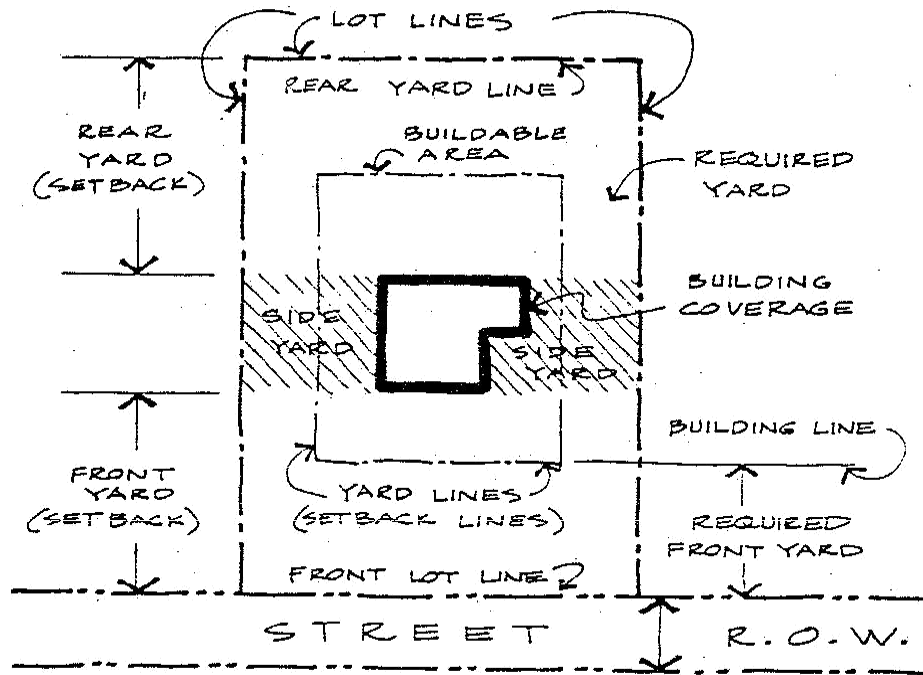 LOT LINES
REAR YARD LINE
REAR
YARD
(SETBACK)
BUILDABLE
AREA
REQUIRED
YARD
BUILDING
COVERAGE
SIDE
YARD
SIDE
YARD
BUILDING LINE
FRONT
YARD
(SETBACK)
YARD LINES
(SETBACK LINES)
REQUIRED
FRONT YARD
FRONT LOT LINE
STREET R.O.W.